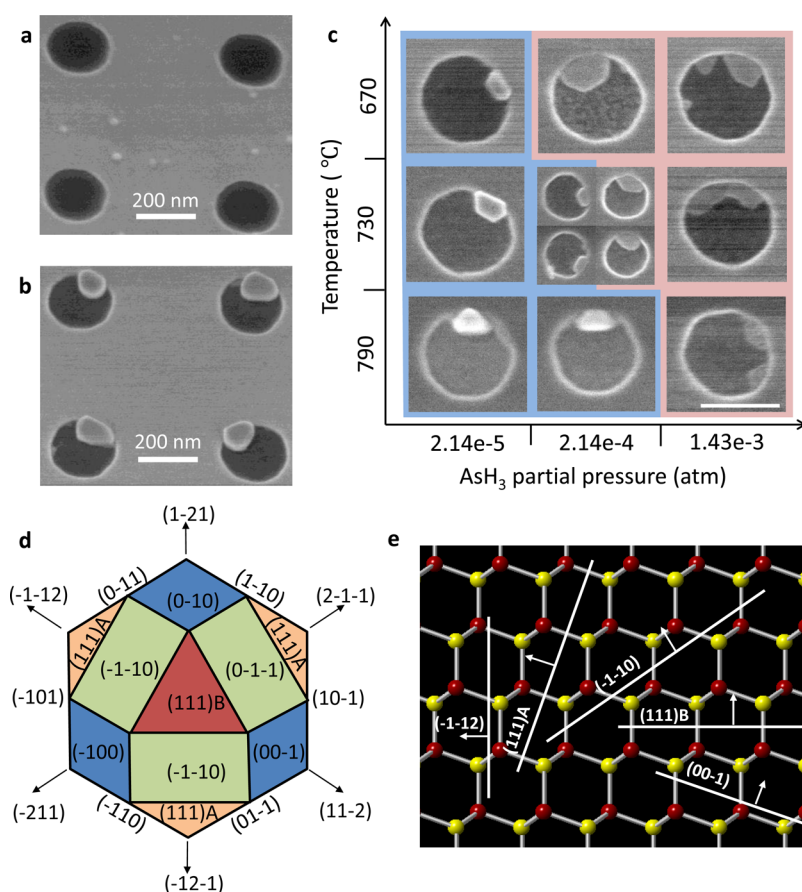 a
200 nm
b
200 nm
c
Temperature ( ℃)
670
730
790
2.14e-5
2.14e-4
1.43e-3
AsH₃ partial pressure (atm)
d
(1-21)
(0-11)
(1-10)
(-1-12)
(0-10)
(2-1-1)
(111)A
(111)A
(-1-10)
(0-1-1)
(-101)
(111)B
(10-1)
(-100)
(-1-10)
(00-1)
(-211)
(-110)
(111)A
(01-1)
(11-2)
(-12-1)
e
(-1-10)
(-1-12)
(111)A
(111)B
(00-1)